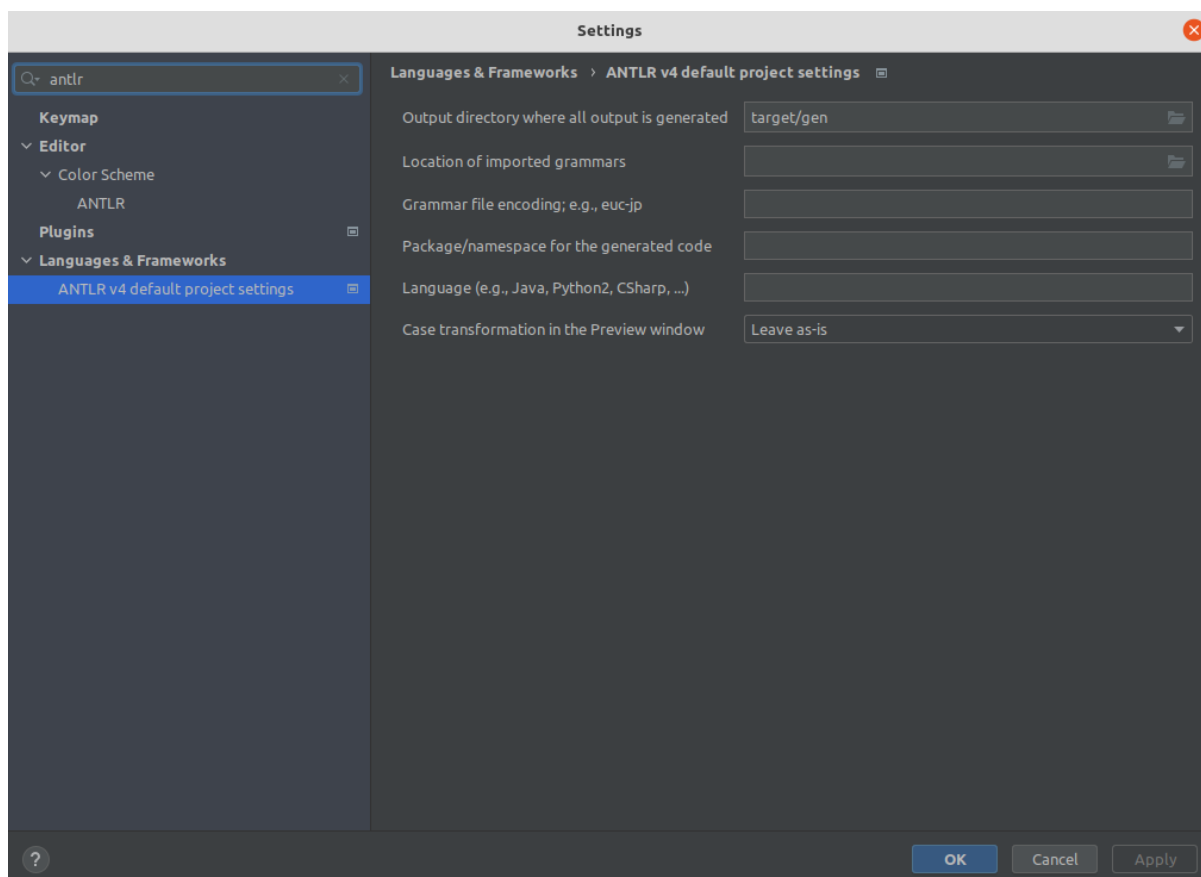 Settings
antlr
Keymap
Editor
Color Scheme
ANTLR
Plugins
Languages & Frameworks
ANTLR v4 default project settings
Languages & Frameworks › ANTLR v4 default project settings
Output directory where all output is generated target/gen
Location of imported grammars
Grammar file encoding; e.g., euc-jp
Package/namespace for the generated code
Language (e.g., Java, Python2, CSharp, ...)
Case transformation in the Preview window Leave as-is
? OK Cancel Apply